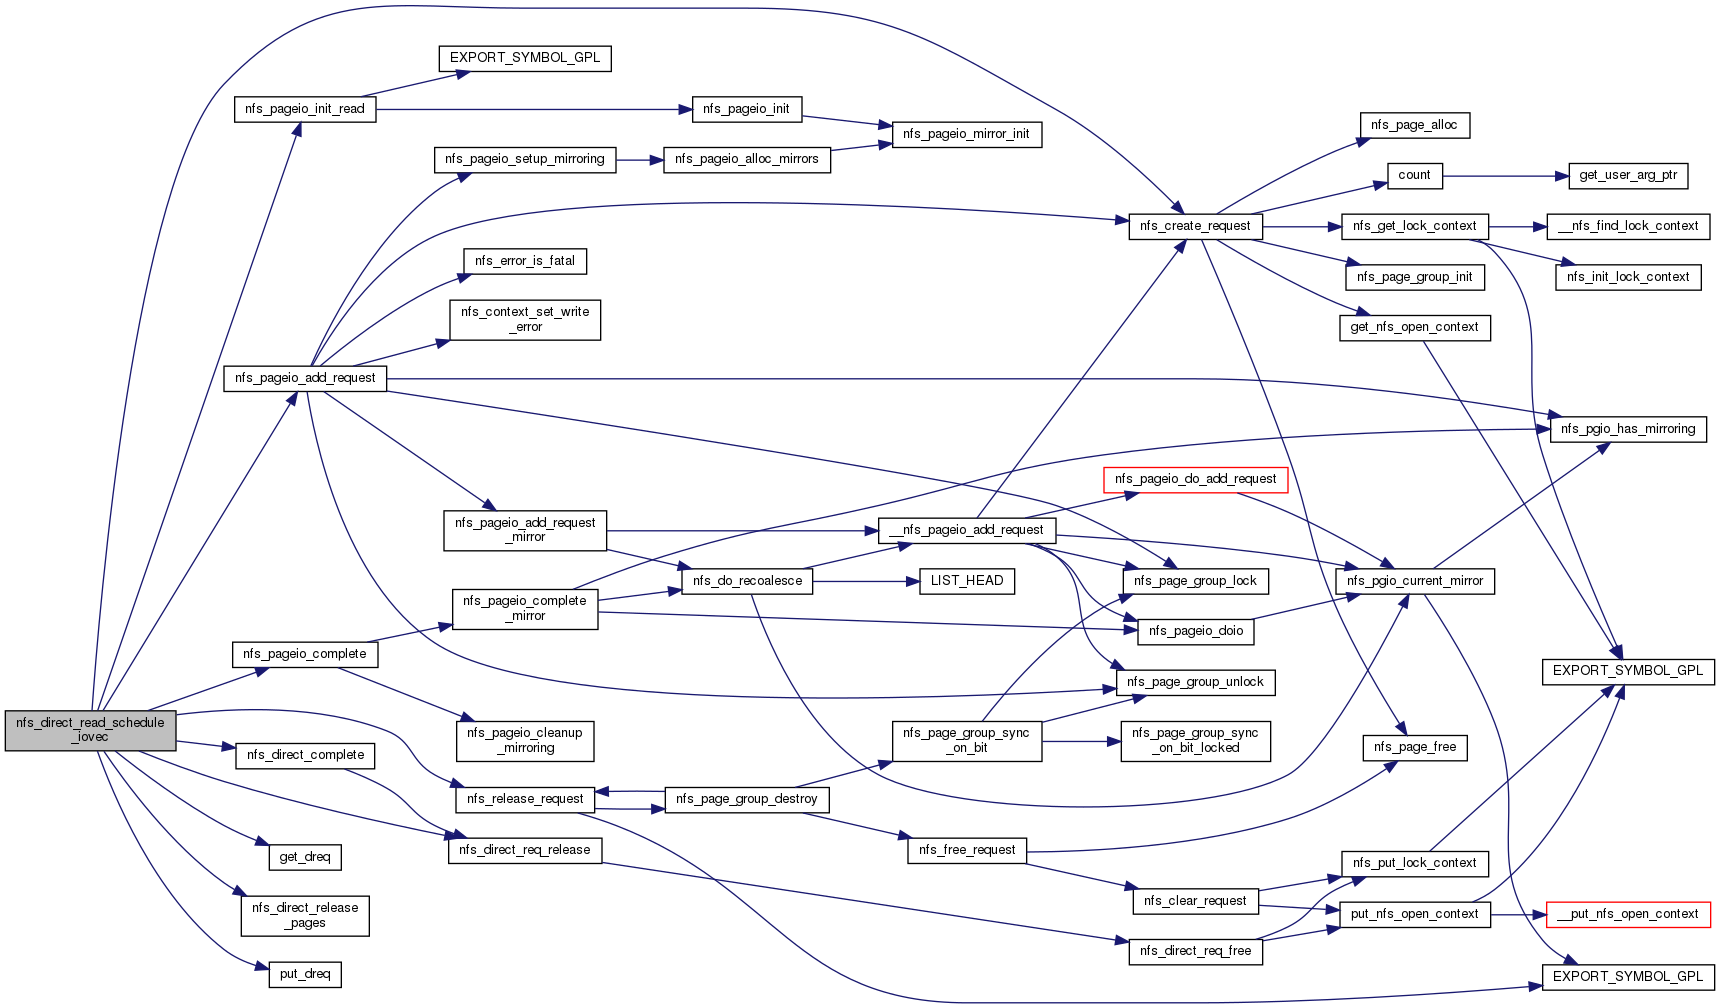 EXPORT_SYMBOL_GPL
nfs_pageio_init_read
nfs_pageio_init
nfs_page_alloc
nfs_pageio_mirror_init
nfs_pageio_setup_mirroring
nfs_pageio_alloc_mirrors
count
get_user_arg_ptr
nfs_create_request
nfs_get_lock_context
__nfs_find_lock_context
nfs_error_is_fatal
nfs_page_group_init
nfs_init_lock_context
nfs_context_set_write
_error
get_nfs_open_context
nfs_pageio_add_request
nfs_pgio_has_mirroring
nfs_pageio_do_add_request
nfs_pageio_add_request
_mirror
__nfs_pageio_add_request
nfs_do_recoalesce
LIST_HEAD
nfs_page_group_lock
nfs_pgio_current_mirror
nfs_pageio_complete
_mirror
nfs_pageio_doio
nfs_pageio_complete
EXPORT_SYMBOL_GPL
nfs_page_group_unlock
nfs_direct_read_schedule
_iovec
nfs_pageio_cleanup
_mirroring
nfs_page_group_sync
_on_bit
nfs_page_group_sync
_on_bit_locked
nfs_page_free
nfs_direct_complete
nfs_release_request
nfs_page_group_destroy
nfs_direct_req_release
nfs_free_request
get_dreq
nfs_put_lock_context
nfs_clear_request
nfs_direct_release
_pages
put_nfs_open_context
__put_nfs_open_context
nfs_direct_req_free
put_dreq
EXPORT_SYMBOL_GPL